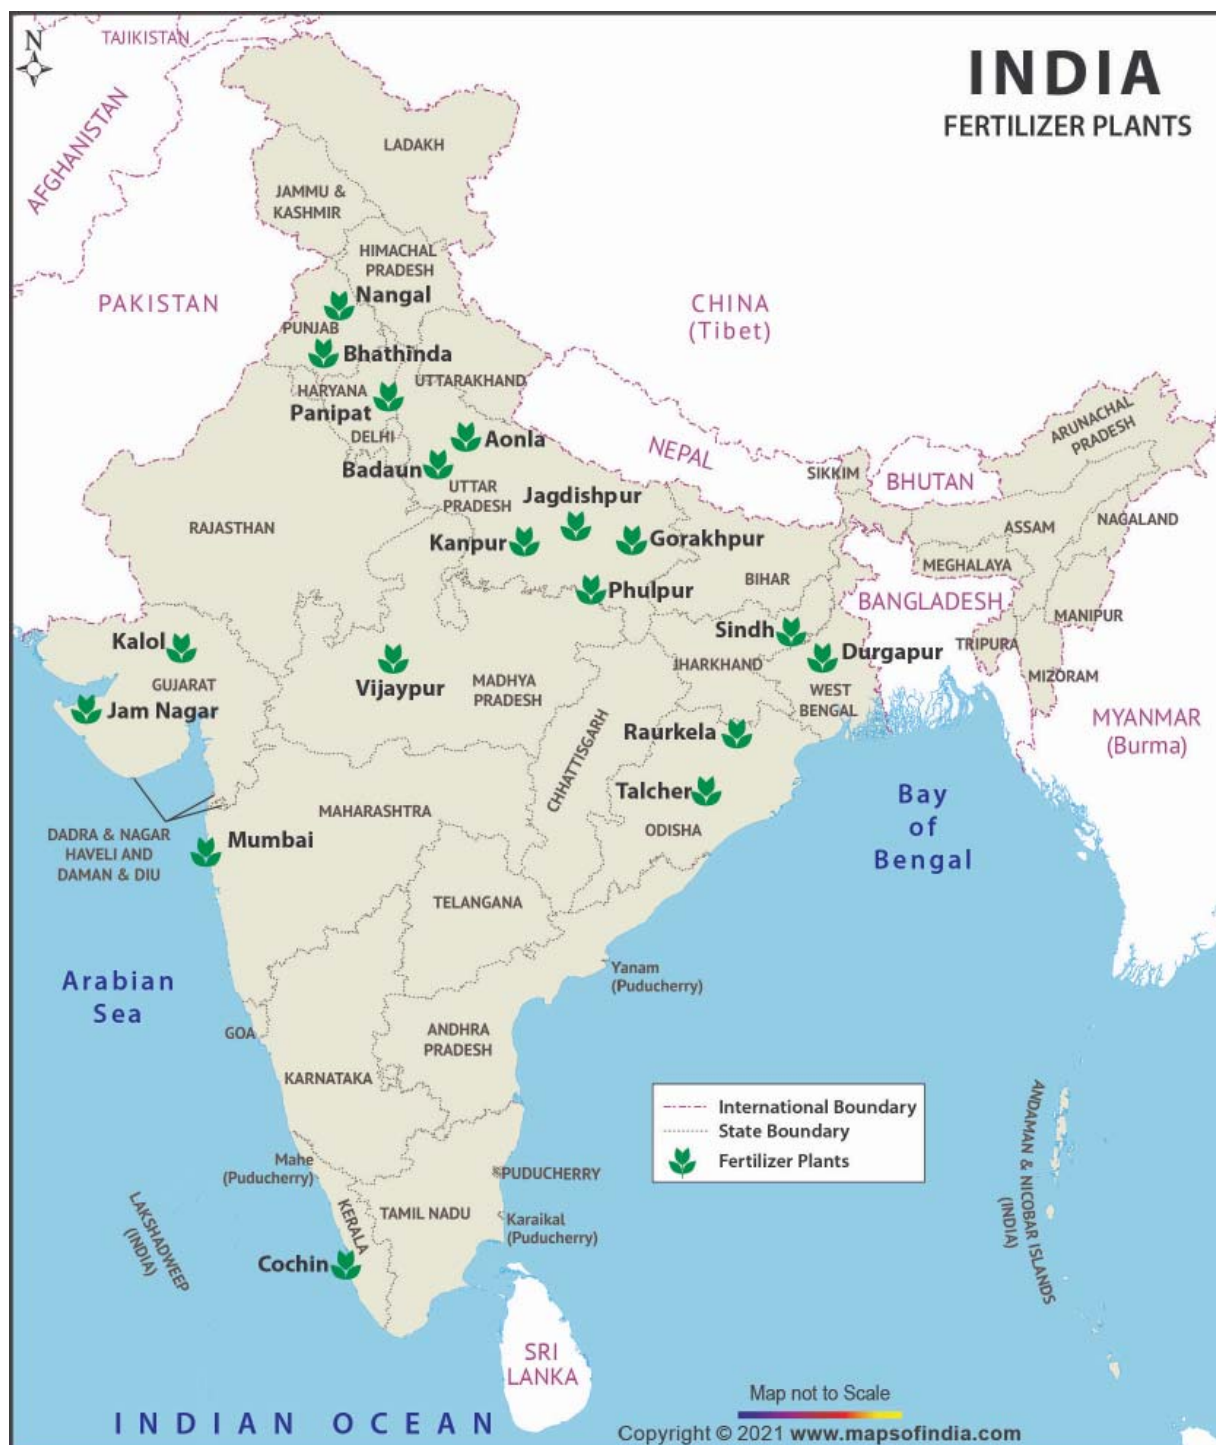 N
TAJIKISTAN
INDIA
FERTILIZER PLANTS
AFGHANISTAN
LADAKH
JAMMU &
KASHMIR
HIMACHAL
PRADESH
PAKISTAN
Nangal
CHINA
(Tibet)
PUNJAB
Bhathinda
UTTARAKHAND
HARYANA
Panipat
DELHI
Aonla
NEPAL
ARUNACHAL
PRADESH
Badaun
SIKKIM
BHUTAN
UTTAR
PRADESH
Jagdishpur
RAJASTHAN
ASSAM
NAGALAND
Kanpur
Gorakhpur
MEGHALAYA
BIHAR
Phulpur
BANGLADESH
MANIPUR
Kalol
Sindh
TRIPURA
Durgapur
JHARKHAND
MIZORAM
GUJARAT
Vijaypur
MADHYA
PRADESH
WEST
BENGAL
Jam Nagar
MYANMAR
(Burma)
Raurkela
CHHATTISGARH
Talcher
Bay
of
Bengal
MAHARASHTRA
ODISHA
DADRA & NAGAR
HAVELI AND
DAMAN & DIU
Mumbai
TELANGANA
Arabian
Sea
Yanam
(Puducherry)
GOA
ANDHRA
PRADESH
KARNATAKA
International Boundary
State Boundary
Fertilizer Plants
ANDAMAN & NICOBAR ISLANDS
(INDIA)
Mahe
(Puducherry)
PUDUCHERRY
LAKSHADWEEP
(INDIA)
KERALA
TAMIL NADU
Karaikal
(Puducherry)
Cochin
SRI
LANKA
Map not to Scale
INDIAN OCEAN
Copyright © 2021 www.mapsofindia.com